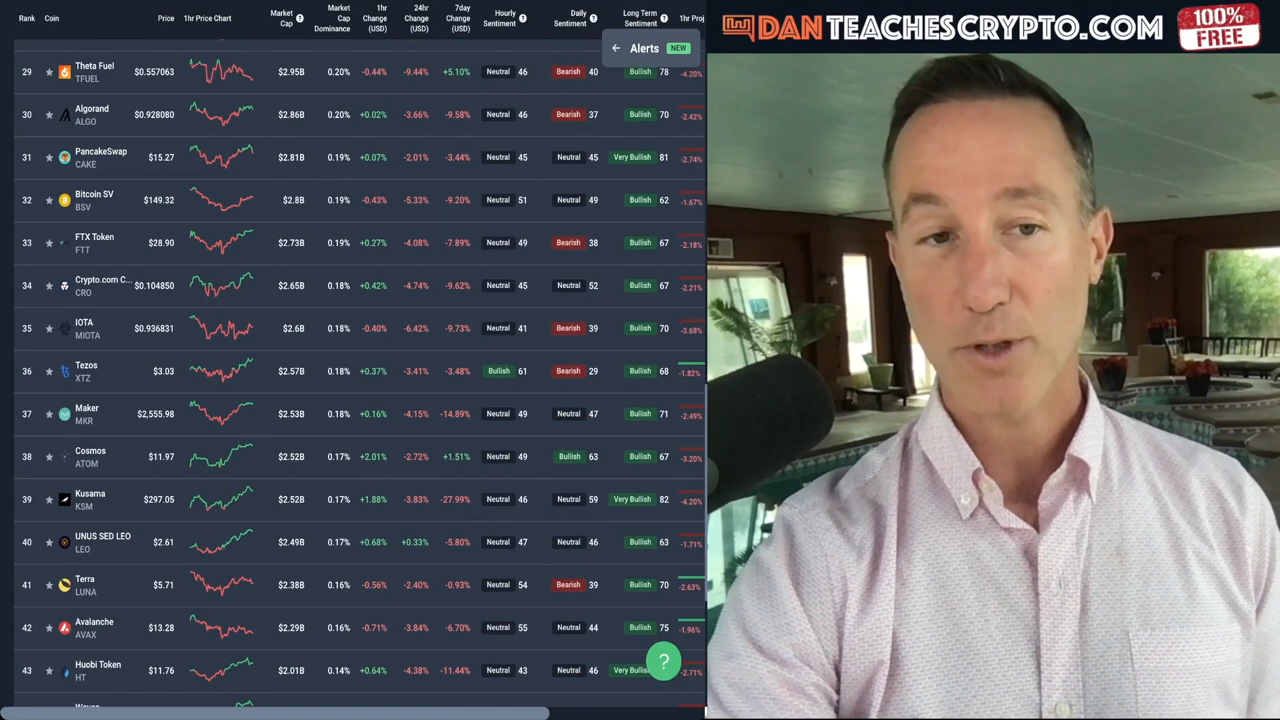 Rank Coin Price 1hr Price Chart Market Cap ? Market Cap Dominance 1hr Change (USD) 24hr Change (USD) 7day Change (USD) Hourly Sentiment ? Daily Sentiment ? Long Term Sentiment ? 1hr Proj
← Alerts NEW
29 Theta Fuel TFUEL $0.557063 $2.95B 0.20% -0.44% -9.44% +5.10% Neutral 46 Bearish 40 Bullish 78 -4.20%
30 Algorand ALGO $0.928080 $2.86B 0.20% +0.02% -3.66% -9.58% Neutral 46 Bearish 37 Bullish 70 -2.42%
31 PancakeSwap CAKE $15.27 $2.81B 0.19% +0.07% -2.01% -3.44% Neutral 45 Neutral 45 Very Bullish 81 -2.74%
32 Bitcoin SV BSV $149.32 $2.8B 0.19% -0.43% -5.33% -9.20% Neutral 51 Neutral 49 Bullish 62 -1.67%
33 FTX Token FTT $28.90 $2.73B 0.19% +0.27% -4.08% -7.89% Neutral 49 Bearish 38 Bullish 67 -2.18%
Crypto.com C... CRO $2.65B 0.18% +0.42% -4.74% -9.62% Neutral 45 Neutral 52 Bullish 67 -2.21%
35 IOTA MIOTA $2.6B 0.18% -0.40% -6.42% -9.73% Neutral 41 Bearish 39 Bullish 70 -3.68%
36 Tezos XTZ $3.03 $2.57B 0.18% +0.37% -3.41% -3.48% Bullish 61 Bearish 29 Bullish 68 -1.82%
37 Maker MKR $2,555.98 $2.53B 0.18% +0.16% -4.15% -14.89% Neutral 49 Neutral 47 Bullish 71 -2.49%
38 Cosmos ATOM $11.97 $2.52B 0.18% +2.01% -2.72% +1.51% Neutral 49 Bullish 63 Bullish 67 -3.20%
39 Kusama KSM $297.05 $2.52B 0.17% +1.88% -3.83% -27.99% Neutral 46 Neutral 59 Very Bullish 82 -4.20%
40 UNUS SED LEO LEO $2.61 $2.49B 0.17% +0.68% +0.33% -5.80% Neutral 47 Neutral 46 Bullish 63 -1.71%
41 Terra LUNA $5.71 $2.38B 0.16% -0.56% -2.40% -0.93% Neutral 54 Bearish 39 Bullish 70 -2.63%
42 Avalanche AVAX $13.28 $2.29B 0.16% -0.71% -3.84% -6.70% Neutral 55 Neutral 44 Bullish 75 -1.96%
43 Huobi Token HT $11.76 $2.01B 0.14% +0.64% -4.38% -11.44% Neutral 43 Neutral 46 Very Bullis -2.71%
?
DANTEACHESCRYPTO.COM
100% FREE